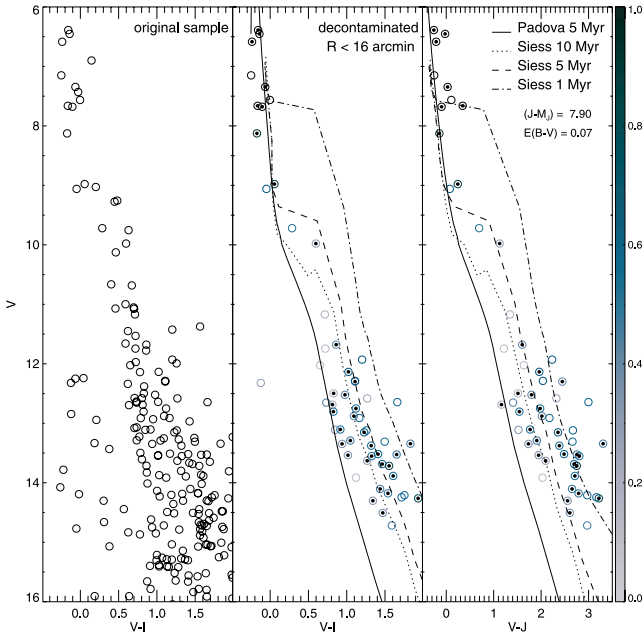 original sample
decontaminated
R < 16 arcmin
Padova 5 Myr
Siess 10 Myr
Siess 5 Myr
Siess 1 Myr
(J-MJ) = 7.90
E(B-V) = 0.07
V
6
8
10
12
14
16
0.0 0.5 1.0 1.5
V-I
0.0 0.5 1.0 1.5
V-I
0 1 2 3
V-J
1.0
0.8
0.6
0.4
0.2
0.0